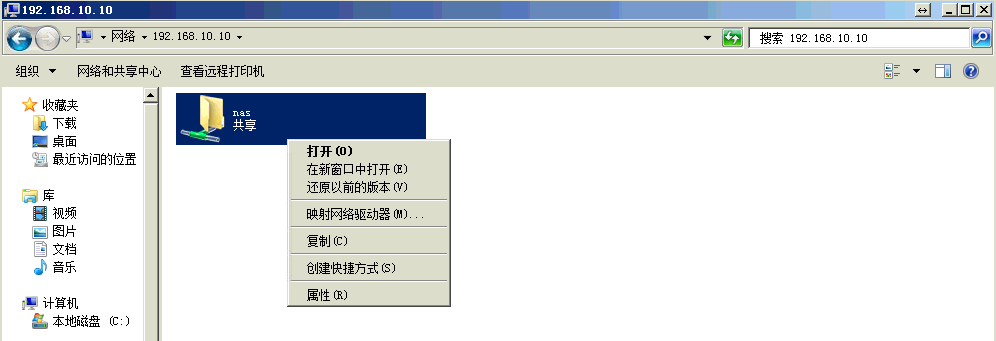 192.168.10.10
网络 192.168.10.10
搜索 192.168.10.10
组织 网络和共享中心 查看远程打印机
收藏夹
下载
桌面
最近访问的位置
库
视频
图片
文档
音乐
计算机
本地磁盘 (C:)
nas
共享
打开(O)
在新窗口中打开(E)
还原以前的版本(V)
映射网络驱动器(M)...
复制(C)
创建快捷方式(S)
属性(R)